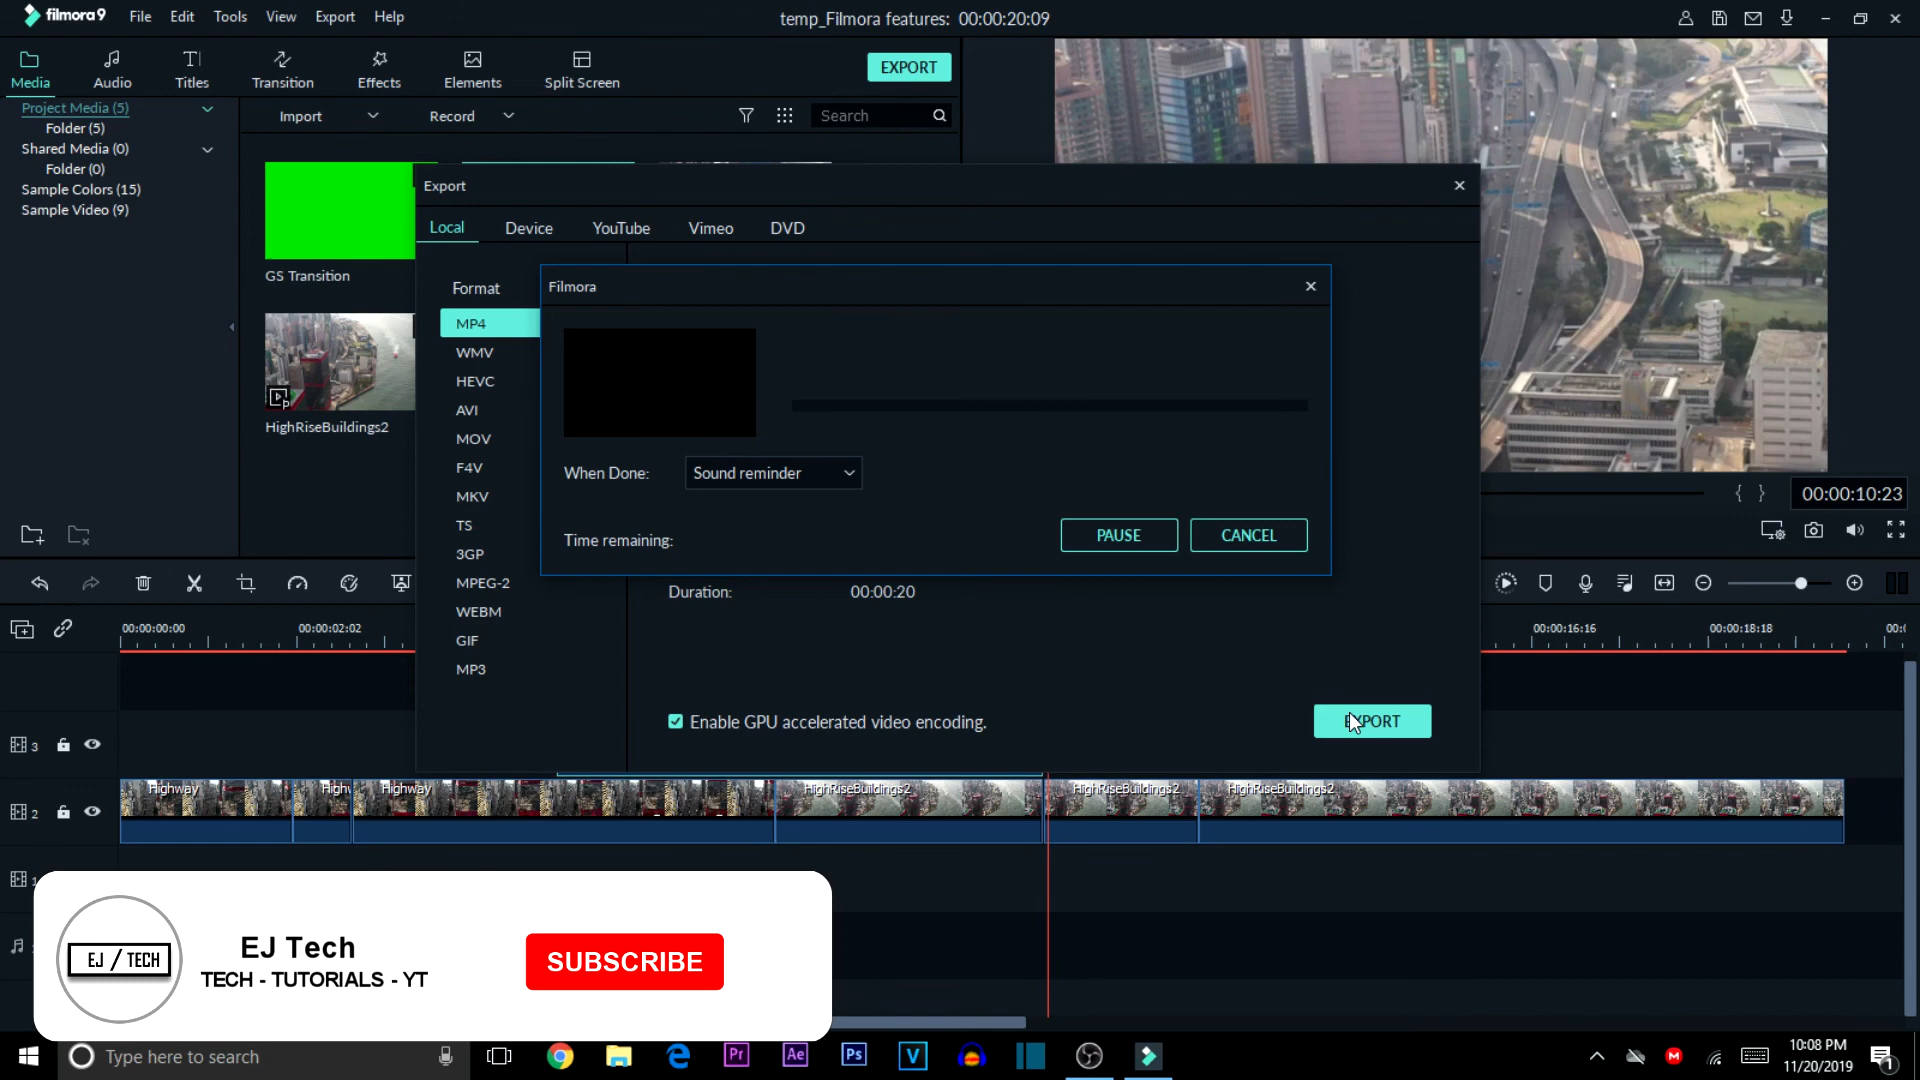 filmora9 File Edit Tools View Export Help
temp_Filmora features: 00:00:20:09
Media Audio Titles Transition Effects Elements Split Screen
EXPORT
Project Media (5)
Folder (5)
Shared Media (0)
Folder (0)
Sample Colors (15)
Sample Video (9)
Import Record Search
GS Transition
HighRiseBuildings2
Export
Local Device YouTube Vimeo DVD
Format
MP4
WMV
HEVC
AVI
MOV
F4V
MKV
TS
3GP
MPEG-2
WEBM
GIF
MP3
Filmora
When Done: Sound reminder
Time remaining:
PAUSE CANCEL
Duration: 00:00:20
Enable GPU accelerated video encoding.
EXPORT
{ } 00:00:10:23
00:00:00:00 00:00:02:02 00:00:16:16 00:00:18:18
3
2
Highway Highw Highway HighRiseBuildings2 HighRiseBuildings2 HighRiseBuildings2
1
EJ / TECH
EJ Tech
TECH - TUTORIALS - YT
SUBSCRIBE
Type here to search
Pr Ae Ps V M
10:08 PM
11/20/2019
1